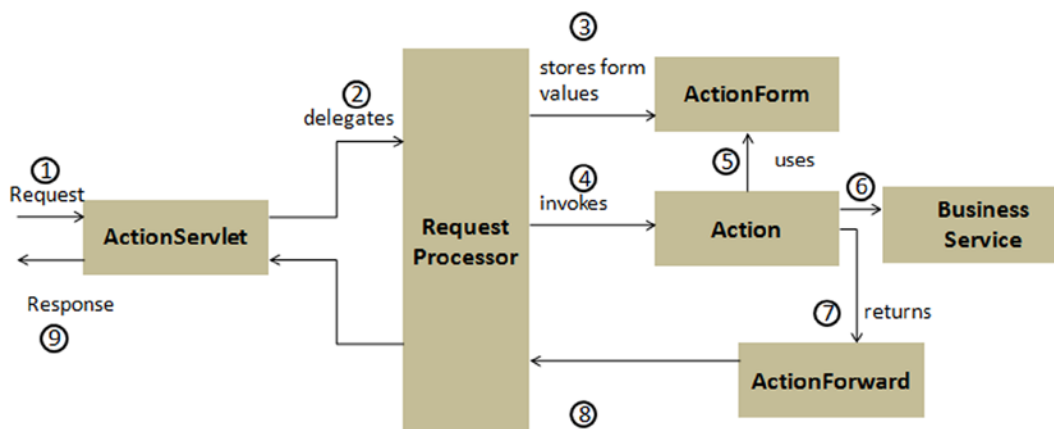 ③
stores form
values
ActionForm
②
delegates
⑤
uses
①
Request
④
invokes
⑥
ActionServlet
Request
Processor
Action
Business
Service
Response
⑨
⑦
returns
ActionForward
⑧